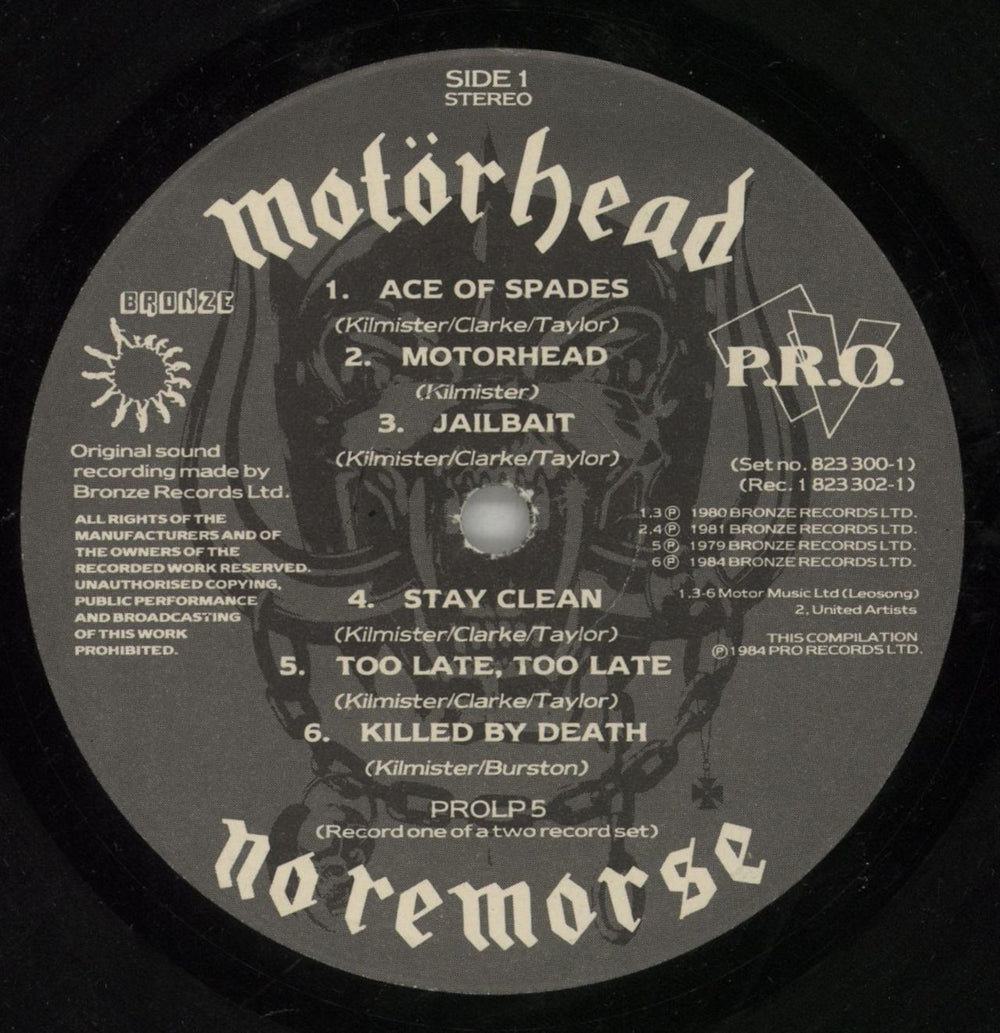 SIDE 1
STEREO
motörhead
1. ACE OF SPADES
(Kilmister/Clarke/Taylor)
2. MOTORHEAD
(Kilmister)
3. JAILBAIT
(Kilmister/Clarke/Taylor)
BRONZE
Original sound
recording made by
Bronze Records Ltd.
ALL RIGHTS OF THE
MANUFACTURERS AND OF
THE OWNERS OF THE
RECORDED WORK RESERVED.
UNAUTHORISED COPYING,
PUBLIC PERFORMANCE
AND BROADCASTING
OF THIS WORK
PROHIBITED.
P.R.O.
(Set no. 823 300-1)
(Rec. 1 823 302-1)
1.3 ℗ 1980 BRONZE RECORDS LTD.
2.4 ℗ 1981 BRONZE RECORDS LTD.
5 ℗ 1979 BRONZE RECORDS LTD.
6 ℗ 1984 BRONZE RECORDS LTD.
1.3-6 Motor Music Ltd (Leosong)
2. United Artists
THIS COMPILATION
℗ 1984 PRO RECORDS LTD.
4. STAY CLEAN
(Kilmister/Clarke/Taylor)
5. TOO LATE, TOO LATE
(Kilmister/Clarke/Taylor)
6. KILLED BY DEATH
(Kilmister/Burston)
PROLP 5
(Record one of a two record set)
no remorse